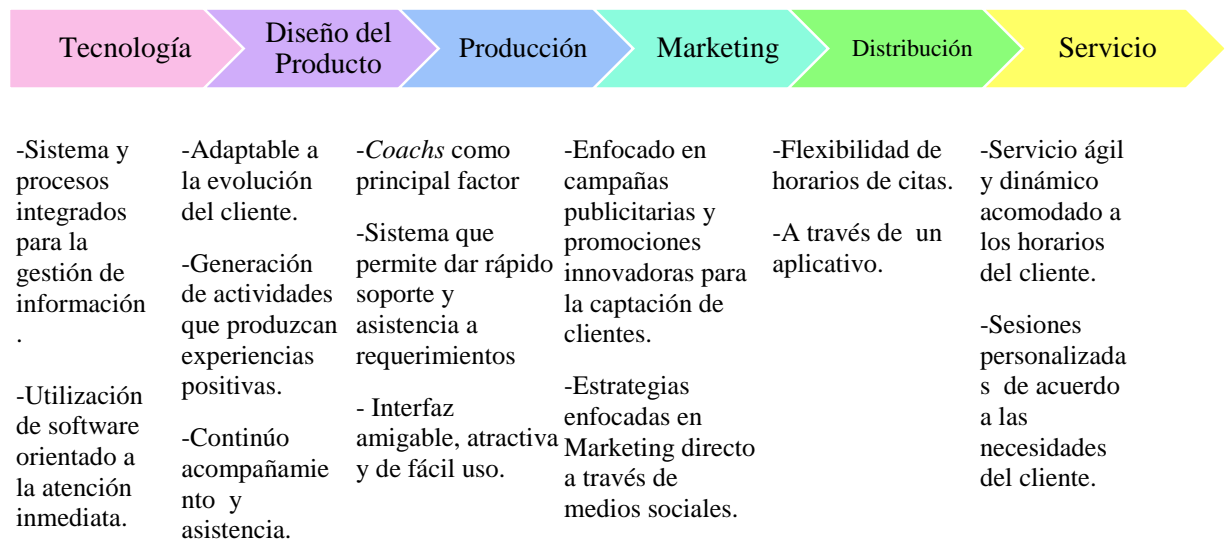 Tecnología
Diseño del
Producto
Producción
Marketing
Distribución
Servicio
-Sistema y
procesos
integrados
para la
gestión de
información
.
-Utilización
de software
orientado a
la atención
inmediata.
-Adaptable a
la evolución
del cliente.
-Generación
de actividades
que produzcan
experiencias
positivas.
-Continúo
acompañamie
nto y
asistencia.
-Coachs como
principal factor
-Sistema que
permite dar rápido
soporte y
asistencia a
requerimientos
- Interfaz
amigable, atractiva
y de fácil uso.
-Enfocado en
campañas
publicitarias y
promociones
innovadoras para
la captación de
clientes.
-Estrategias
enfocadas en
Marketing directo
a través de
medios sociales.
-Flexibilidad de
horarios de citas.
-A través de un
aplicativo.
-Servicio ágil
y dinámico
acomodado a
los horarios
del cliente.
-Sesiones
personalizada
s de acuerdo
a las
necesidades
del cliente.